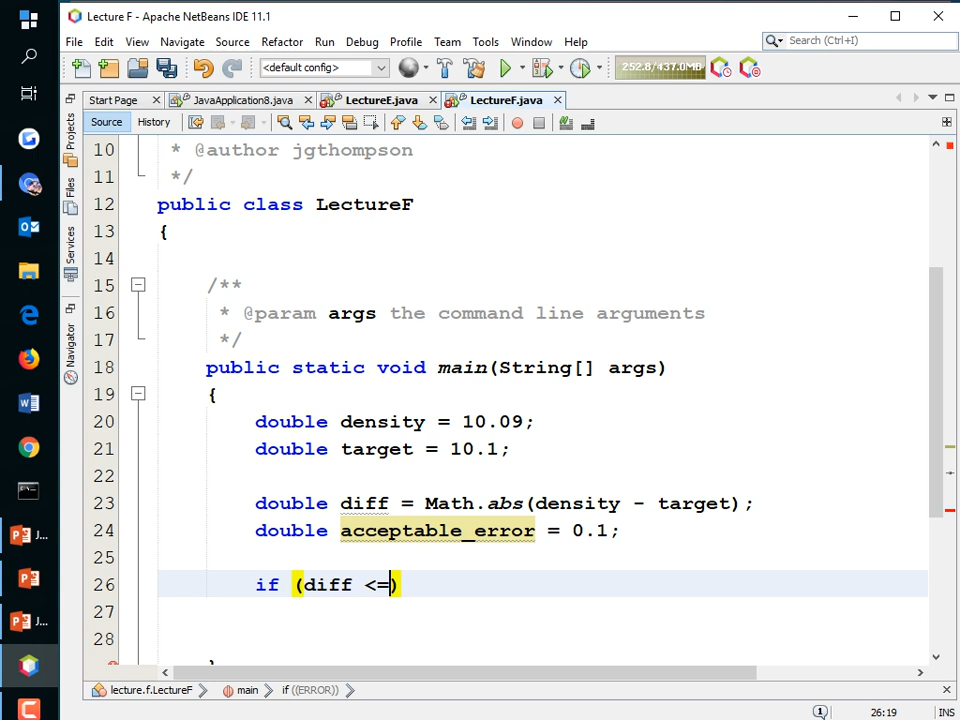 Lecture F - Apache NetBeans IDE 11.1
File Edit View Navigate Source Refactor Run Debug Profile Team Tools Window Help
Search (Ctrl+I)
<default config>
252.8/437.0MB
Start Page JavaApplication8.java LectureE.java LectureF.java
Source History
Projects
Files
Services
Navigator
10 * @author jgthompson
11 */
12 public class LectureF
13 {
14
15 /**
16 * @param args the command line arguments
17 */
18 public static void main(String[] args)
19 {
20 double density = 10.09;
21 double target = 10.1;
22
23 double diff = Math.abs(density - target);
24 double acceptable_error = 0.1;
25
26 if (diff <=)
27
28
J...
J...
lecture.f.LectureF main if ((ERROR))
1 26:19 INS